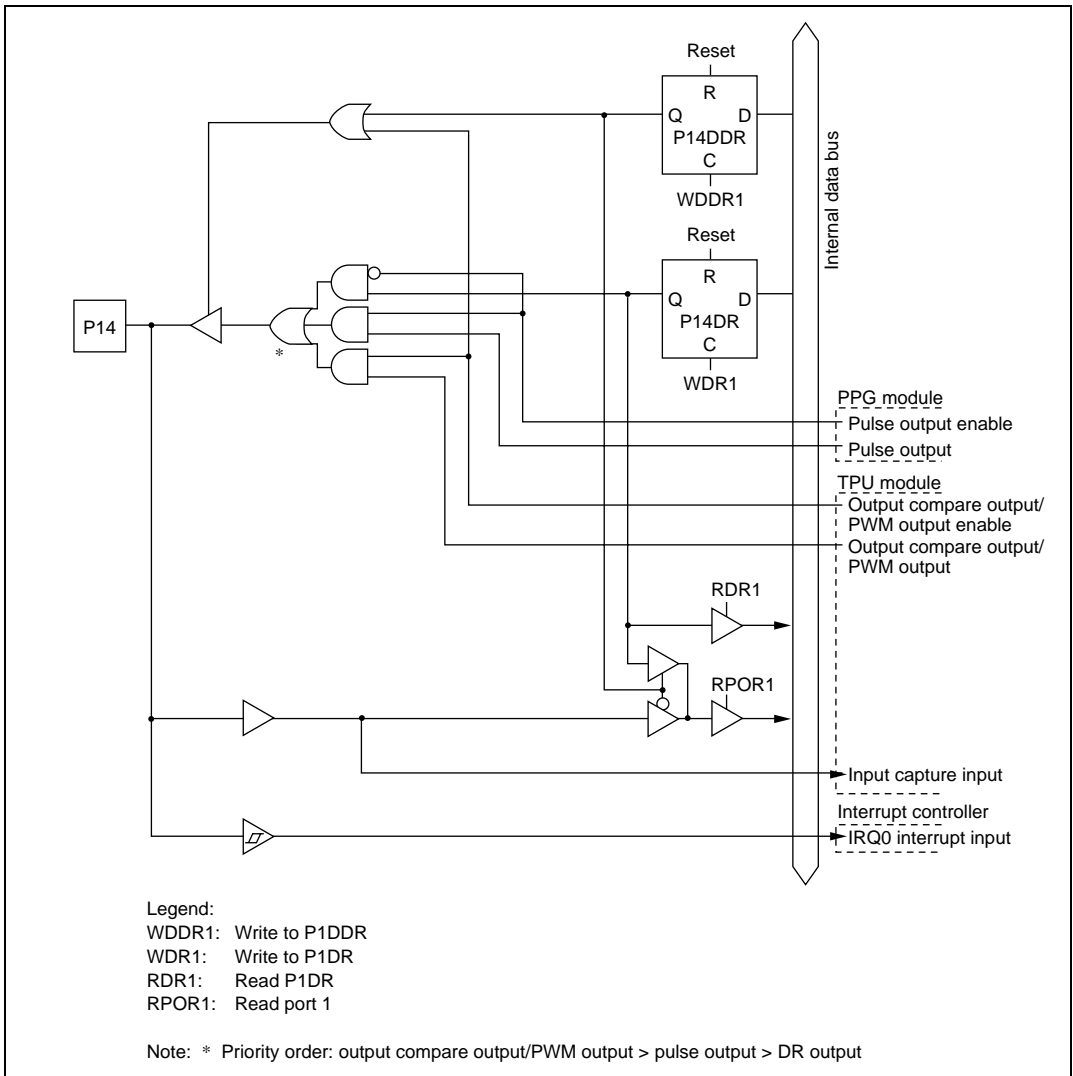 Reset
R
Q D
P14DDR
C
WDDR1
Reset
R
Q D
P14DR
C
WDR1
Internal data bus
P14
*
PPG module
Pulse output enable
Pulse output
TPU module
Output compare output/
PWM output enable
Output compare output/
PWM output
RDR1
RPOR1
Input capture input
Interrupt controller
IRQ0 interrupt input
Legend:
WDDR1: Write to P1DDR
WDR1: Write to P1DR
RDR1: Read P1DR
RPOR1: Read port 1
Note: * Priority order: output compare output/PWM output > pulse output > DR output